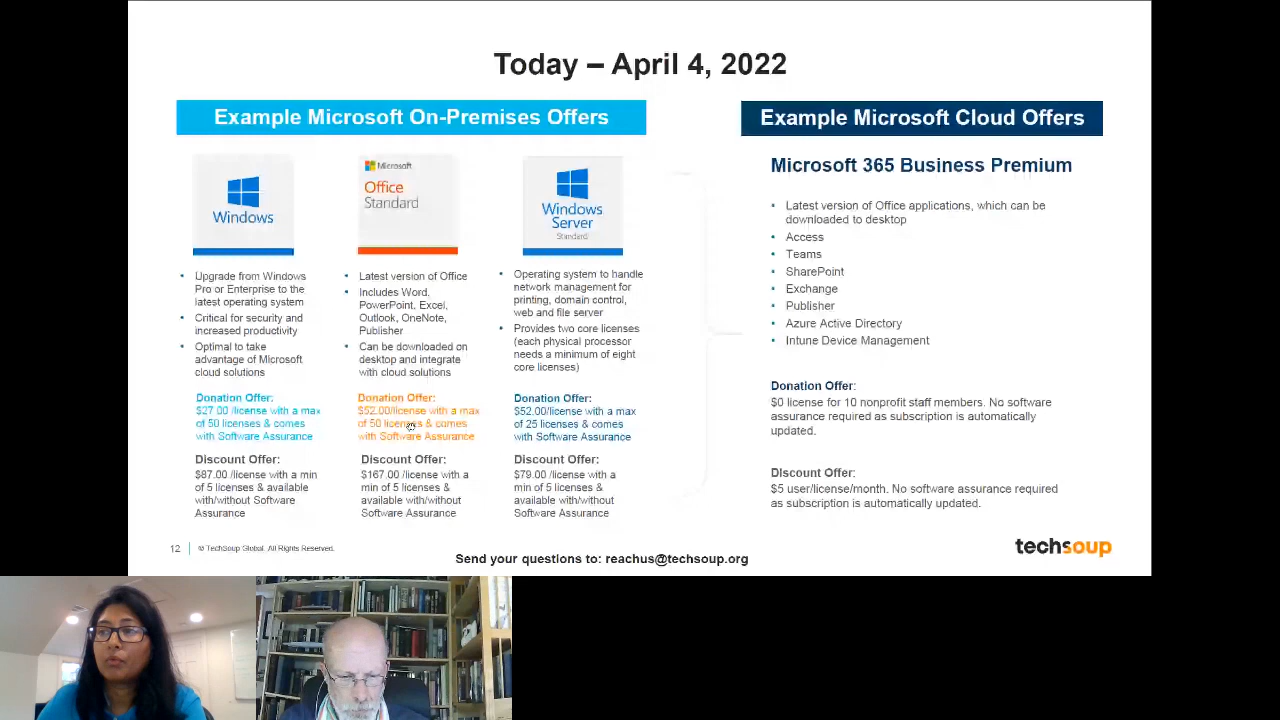 Today – April 4, 2022
Example Microsoft On-Premises Offers
Windows
Upgrade from Windows
Pro or Enterprise to the
latest operating system
Critical for security and
increased productivity
Optimal to take
advantage of Microsoft
cloud solutions
Donation Offer:
$27.00 /license with a max
of 50 licenses & comes
with Software Assurance
Discount Offer:
$87.00 /license with a min
of 5 licenses & available
with/without Software
Assurance
Microsoft
Office
Standard
Latest version of Office
Includes Word,
PowerPoint, Excel,
Outlook, OneNote,
Publisher
Can be downloaded on
desktop and integrate
with cloud solutions
Donation Offer:
$52.00/license with a max
of 50 licenses & comes
with Software Assurance
Discount Offer:
$167.00 /license with a
min of 5 licenses &
available with/without
Software Assurance
Windows
Server
Standard
Operating system to handle
network management for
printing, domain control,
web and file server
Provides two core licenses
(each physical processor
needs a minimum of eight
core licenses)
Donation Offer:
$52.00/license with a max
of 25 licenses & comes
with Software Assurance
Discount Offer:
$79.00 /license with a
min of 5 licenses &
available with/without
Software Assurance
Example Microsoft Cloud Offers
Microsoft 365 Business Premium
Latest version of Office applications, which can be
downloaded to desktop
Access
Teams
SharePoint
Exchange
Publisher
Azure Active Directory
Intune Device Management
Donation Offer:
$0 license for 10 nonprofit staff members. No software
assurance required as subscription is automatically
updated.
Discount Offer:
$5 user/license/month. No software assurance required
as subscription is automatically updated.
12
© TechSoup Global. All Rights Reserved.
Send your questions to: reachus@techsoup.org
techsoup